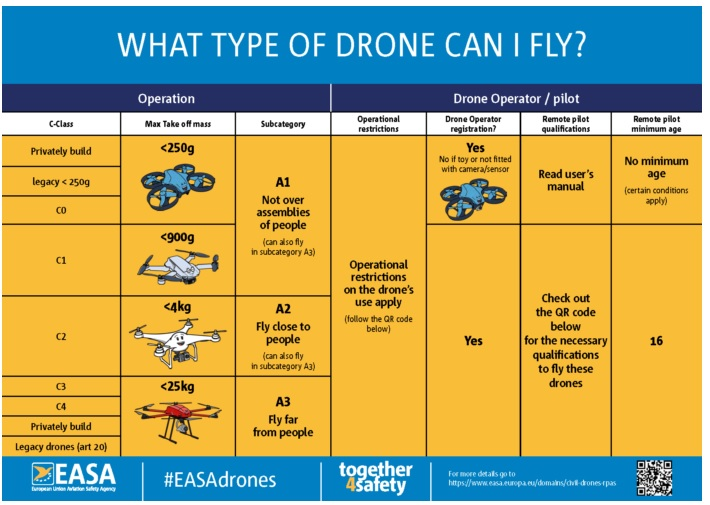 WHAT TYPE OF DRONE CAN I FLY?
Operation
Drone Operator / pilot
C-Class
Max Take off mass
Subcategory
Operational
restrictions
Drone Operator
registration?
Remote pilot
qualifications
Remote pilot
minimum age
Privately build
legacy < 250g
C0
<250g
A1
Not over
assemblies
of people
(can also fly
in subcategory A3)
Operational
restrictions
on the drone's
use apply
(follow the QR code
below)
Yes
No if toy or not fitted
with camera/sensor
Read user's
manual
No minimum
age
(certain conditions
apply)
C1
<900g
C2
<4kg
A2
Fly close to
people
(can also fly
in subcategory A3)
Yes
Check out
the QR code
below
for the necessary
qualifications
to fly these
drones
16
C3
C4
Privately build
Legacy drones (art 20)
<25kg
A3
Fly far
from people
EASA
European Union Aviation Safety Agency
#EASAdrones
together
4safety
For more details go to
https://www.easa.europa.eu/domains/civil-drones-rpas